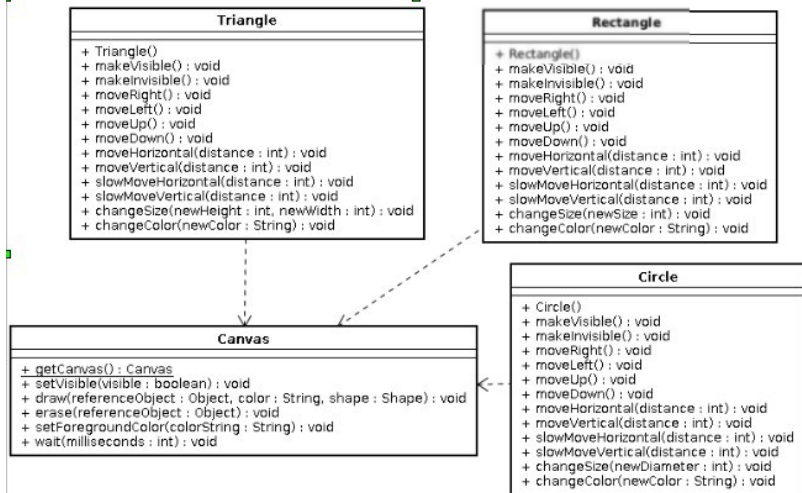 Triangle
+ Triangle()
+ makeVisible() : void
+ makeInvisible() : void
+ moveRight() : void
+ moveLeft() : void
+ moveUp() : void
+ moveDown() : void
+ moveHorizontal(distance : int) : void
+ moveVertical(distance : int) : void
+ slowMoveHorizontal(distance : int) : void
+ slowMoveVertical(distance : int) : void
+ changeSize(newHeight : int, newWidth : int) : void
+ changeColor(newColor : String) : void
Rectangle
+ Rectangle()
+ makeVisible() : void
+ makeInvisible() : void
+ moveRight() : void
+ moveLeft() : void
+ moveUp() : void
+ moveDown() : void
+ moveHorizontal(distance : int) : void
+ moveVertical(distance : int) : void
+ slowMoveHorizontal(distance : int) : void
+ slowMoveVertical(distance : int) : void
+ changeSize(newSize : int) : void
+ changeColor(newColor : String) : void
Canvas
+ getCanvas() : Canvas
+ setVisible(visible : boolean) : void
+ draw(referenceObject : Object, color : String, shape : Shape) : void
+ erase(referenceObject : Object) : void
+ setForegroundColor(colorString : String) : void
+ wait(milliseconds : int) : void
Circle
+ Circle()
+ makeVisible() : void
+ makeInvisible() : void
+ moveRight() : void
+ moveLeft() : void
+ moveUp() : void
+ moveDown() : void
+ moveHorizontal(distance : int) : void
+ moveVertical(distance : int) : void
+ slowMoveHorizontal(distance : int) : void
+ slowMoveVertical(distance : int) : void
+ changeSize(newDiameter : int) : void
+ changeColor(newColor : String) : void